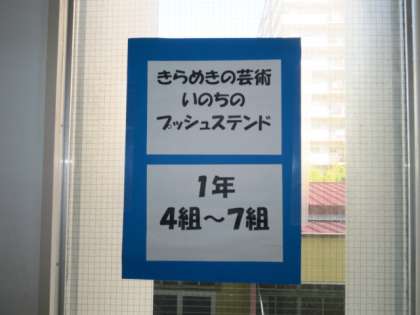 きらめきの芸術
いのちの
プッシュステンド
1年
4組～7組